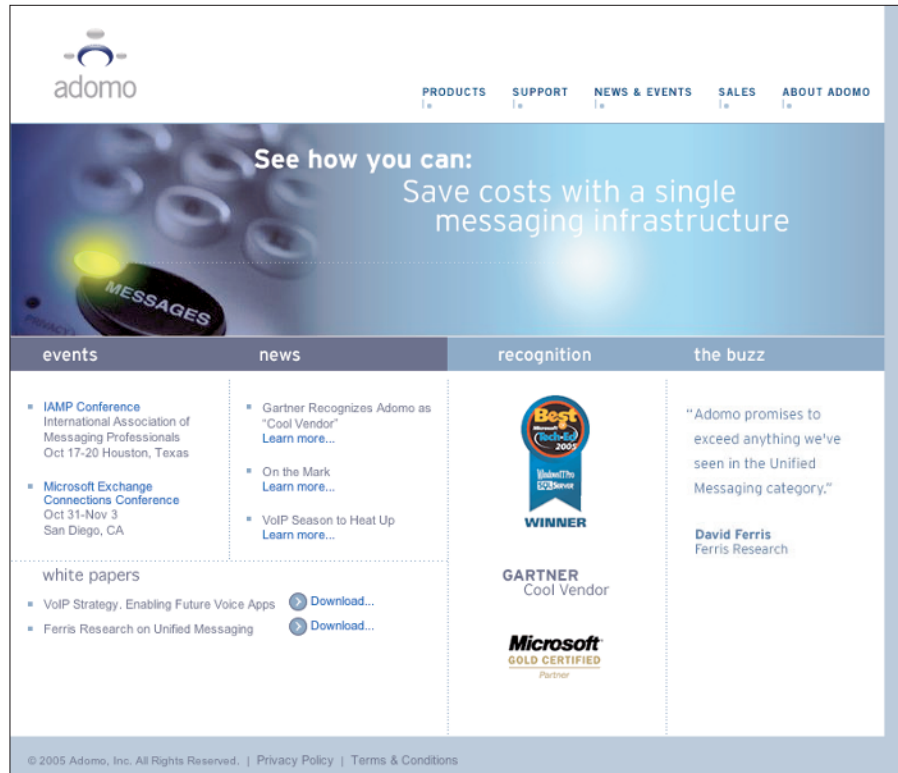 adomo
PRODUCTS
SUPPORT
NEWS & EVENTS
SALES
ABOUT ADOMO
See how you can:
Save costs with a single
messaging infrastructure
MESSAGES
PRIVACY
events
news
recognition
the buzz
IAMP Conference
International Association of
Messaging Professionals
Oct 17-20 Houston, Texas
Microsoft Exchange
Connections Conference
Oct 31-Nov 3
San Diego, CA
Gartner Recognizes Adomo as
“Cool Vendor”
Learn more...
On the Mark
Learn more...
VoIP Season to Heat Up
Learn more...
white papers
VoIP Strategy. Enabling Future Voice Apps
Download...
Ferris Research on Unified Messaging
Download...
Best
Microsoft
Tech·Ed
2005
WindowsITPro
SQLServer
WINNER
GARTNER
Cool Vendor
Microsoft
GOLD CERTIFIED
Partner
“Adomo promises to
exceed anything we've
seen in the Unified
Messaging category.“
David Ferris
Ferris Research
© 2005 Adomo, Inc. All Rights Reserved. | Privacy Policy | Terms & Conditions